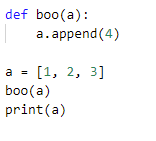 def boo(a):
    a.append(4)

a = [1, 2, 3]
boo(a)
print(a)